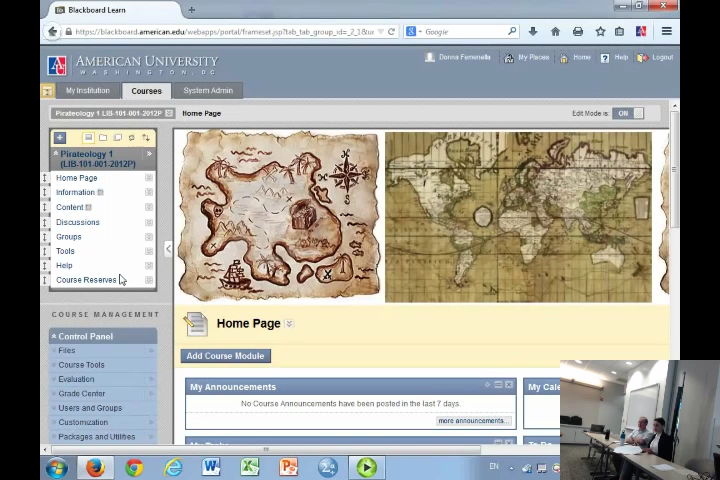 Blackboard Learn
https://blackboard.american.edu/webapps/portal/frameset.jsp?tab_tab_group_id=_2_1&ux
Google
AMERICAN UNIVERSITY
WASHINGTON, DC
My Places
Home
Help
Logout
My Institution
Courses
System Admin
Pirateology 1 LIB-101-001-2012P
Home Page
Edit Mode is:
ON
Pirateology 1
(LIB-101-001-2012P)
Home Page
Information
Content
Discussions
Groups
Tools
Help
Course Reserves
COURSE MANAGEMENT
Control Panel
Files
Course Tools
Evaluation
Grade Center
Users and Groups
Customization
Packages and Utilities
Home Page
Add Course Module
My Announcements
No Course Announcements have been posted in the last 7 days.
more announcements...
My Cale
EN